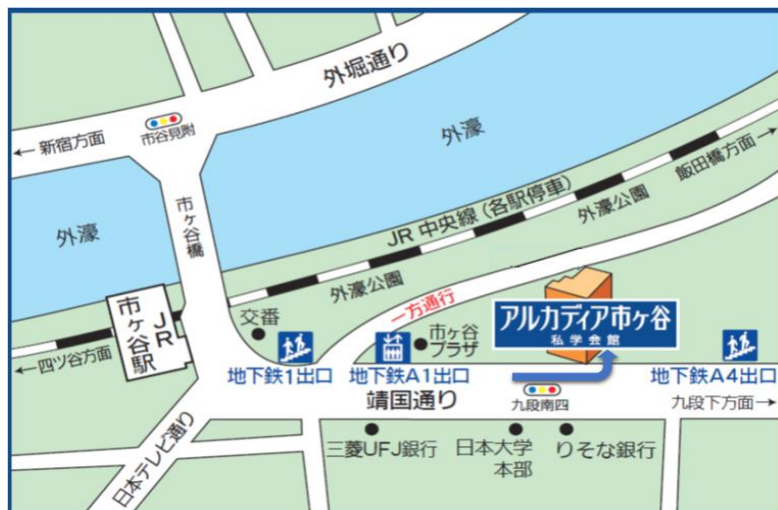 外堀通り
← 新宿方面
市谷見附
外濠
外濠
市ヶ谷橋
飯田橋方面 →
JR 中央線（各駅停車）
外濠公園
外濠公園
JR
市ヶ谷駅
←四ツ谷方面
交番
一方通行
市ヶ谷
プラザ
アルカディア市ヶ谷
私学会館
地下鉄1出口
地下鉄A1出口
地下鉄A4出口
靖国通り
九段南四
九段下方面→
日本テレビ通り
三菱UFJ銀行
日本大学
本部
りそな銀行